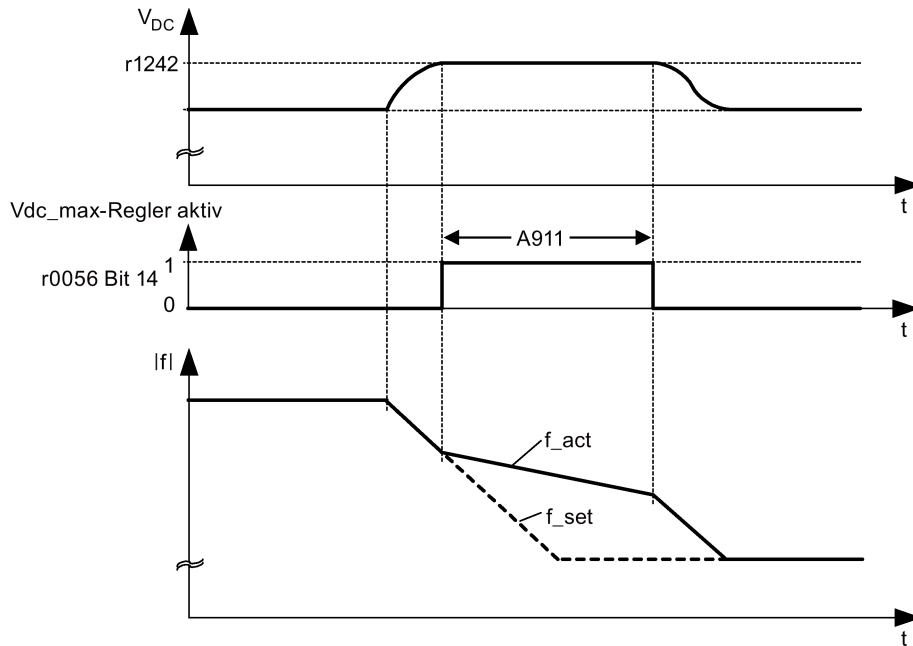 V_DC
r1242
t
Vdc_max-Regler aktiv
A911
1
r0056 Bit 14
0
t
|f|
f_act
f_set
t